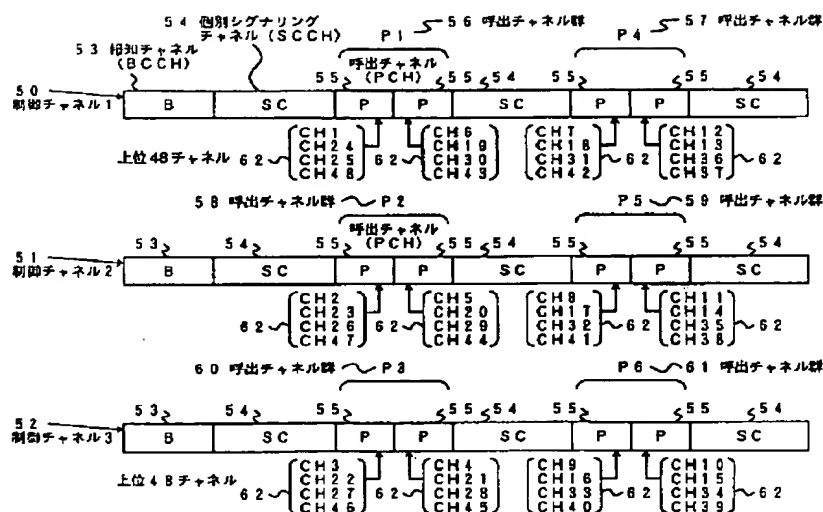 54 個別シグナリング
チャネル(SCCH)
53 報知チャネル
(BCCH)
P1
56 呼出チャネル群
P4
57 呼出チャネル群
呼出チャネル
(PCH)
55 55 54 55 55 54
50
制御チャネル1
B SC P P SC P P SC
上位48チャネル
62 CH1 CH24 CH25 CH48
62 CH6 CH19 CH30 CH43
CH7 CH18 CH31 CH42 62
CH12 CH13 CH36 CH37 62
58 呼出チャネル群 P2
P5 59 呼出チャネル群
呼出チャネル
(PCH)
53 54 55 55 54 55 55 54
51
制御チャネル2
B SC P P SC P P SC
62 CH2 CH23 CH26 CH47
62 CH5 CH20 CH29 CH44
CH8 CH17 CH32 CH41 62
CH11 CH14 CH35 CH38 62
60 呼出チャネル群 P3
P6 61 呼出チャネル群
53 54 55 55 54 55 55 54
52
制御チャネル3
B SC P P SC P P SC
上位48チャネル
62 CH3 CH22 CH27 CH46
62 CH4 CH21 CH28 CH45
CH9 CH16 CH33 CH40 62
CH10 CH15 CH34 CH39 62